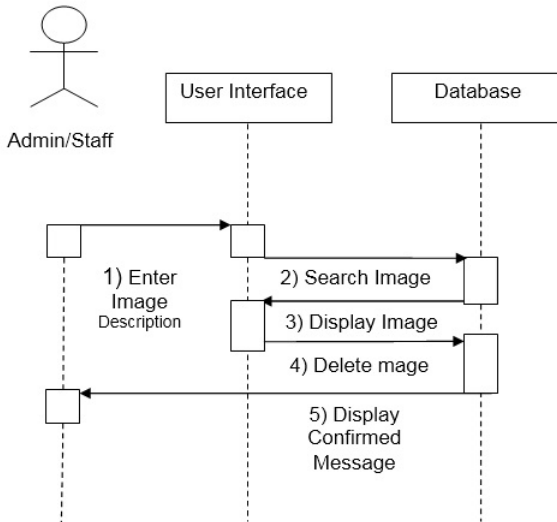 User Interface
Database
Admin/Staff
1) Enter
Image
Description
2) Search Image
3) Display Image
4) Delete mage
5) Display
Confirmed
Message